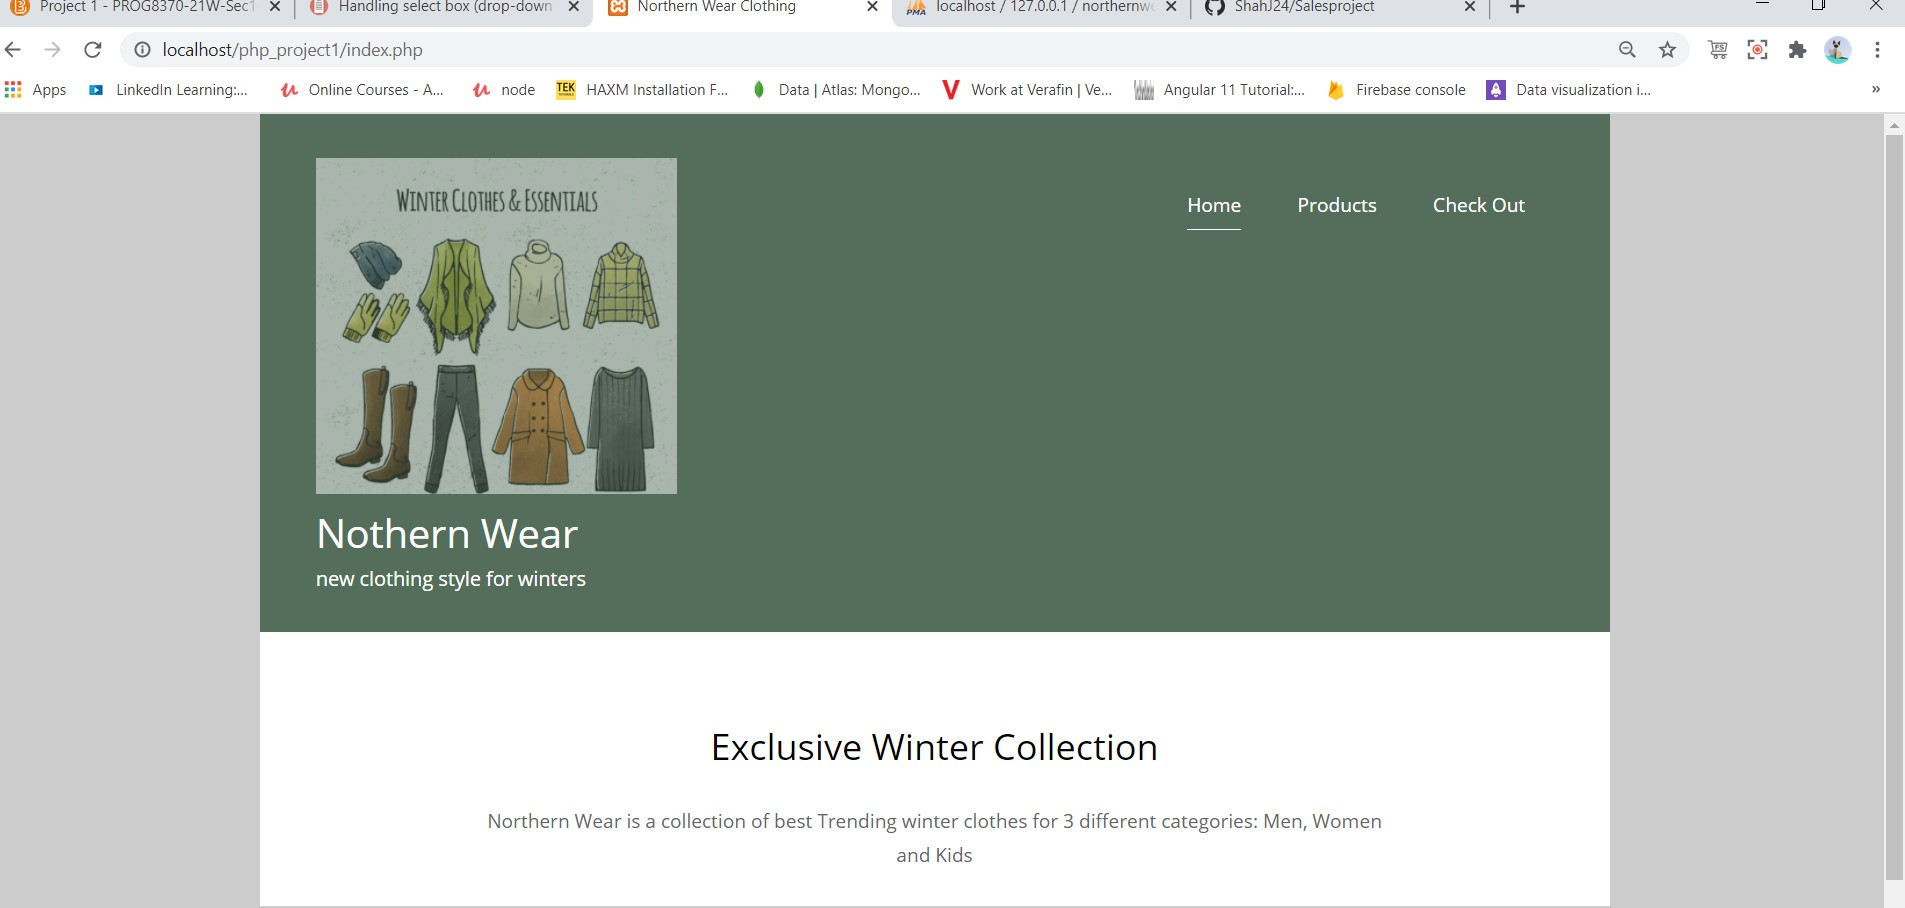 Project 1 - PROG8370-21W-Sec1
Handling select box (drop-down
Northern Wear Clothing
PMA
localhost / 127.0.0.1 / northernwe
ShahJ24/Salesproject
localhost/php_project1/index.php
FS
Apps
LinkedIn Learning:...
Online Courses - A...
node
TEK
HAXM Installation F...
Data | Atlas: Mongo...
Work at Verafin | Ve...
Angular 11 Tutorial:...
Firebase console
Data visualization i...
»
WINTER CLOTHES & ESSENTIALS
Home
Products
Check Out
Nothern Wear
new clothing style for winters
Exclusive Winter Collection
Northern Wear is a collection of best Trending winter clothes for 3 different categories: Men, Women
and Kids